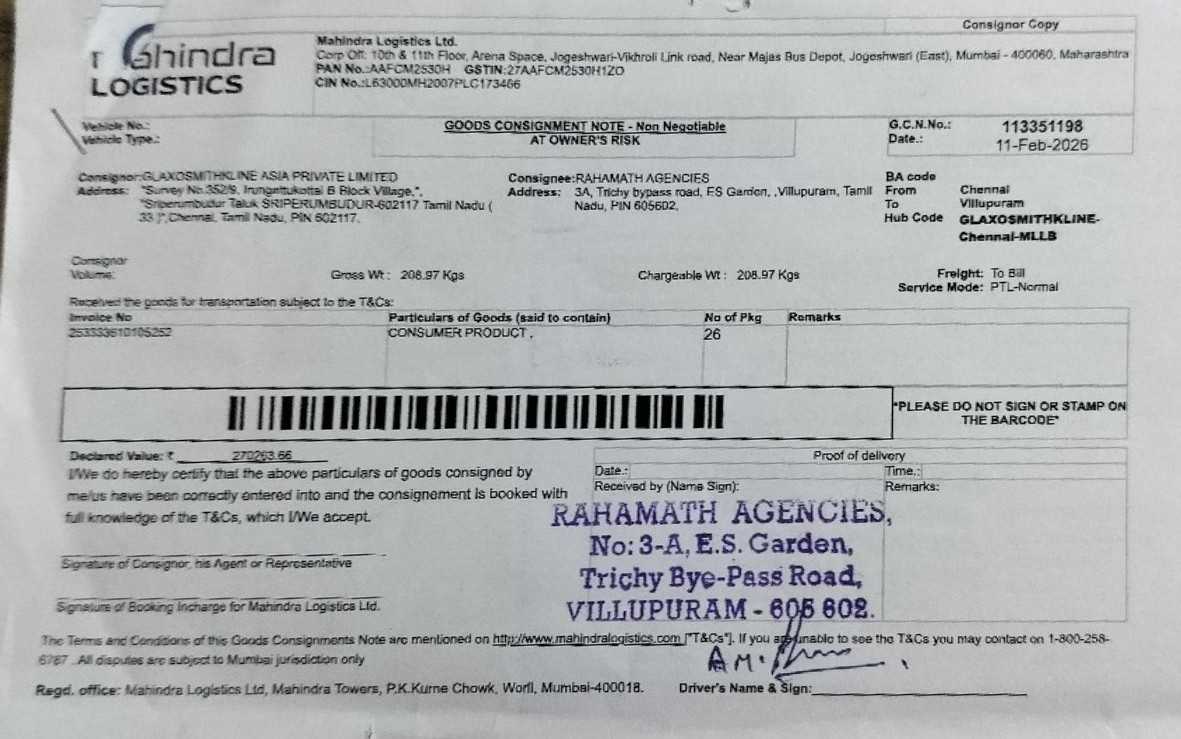 Consignor Copy
Mahindra
LOGISTICS
Mahindra Logistics Ltd.
Corp Off: 10th & 11th Floor, Arena Space, Jogeshwari-Vikhroli Link road, Near Majas Bus Depot, Jogeshwari (East), Mumbai - 400060, Maharashtra
PAN No.:AAFCM2530H GSTIN:27AAFCM2530H1ZO
CIN No.:L63000MH2007PLC173466
Vehicle No.:
Vehicle Type.:
GOODS CONSIGNMENT NOTE - Non Negotiable
AT OWNER'S RISK
G.C.N.No.: 113351198
Date.: 11-Feb-2026
Consignor:GLAXOSMITHKLINE ASIA PRIVATE LIMITED
Address: "Survey No.352/9, Irungattukottai B Block Village,",
"Sriperumbudur Taluk SRIPERUMBUDUR-602117 Tamil Nadu (
33 )",Chennai, Tamil Nadu, PIN 602117.
Consignee:RAHAMATH AGENCIES
Address: 3A, Trichy bypass road, ES Garden, ,Villupuram, Tamil
Nadu, PIN 605602,
BA code
From Chennai
To Villupuram
Hub Code GLAXOSMITHKLINE-
Chennai-MLLB
Consignor
Volume:
Gross Wt : 208.97 Kgs
Chargeable Wt : 208.97 Kgs
Freight: To Bill
Service Mode: PTL-Normal
Received the goods for transportation subject to the T&Cs:
Invoice No Particulars of Goods (said to contain) No of Pkg Remarks
253333610105252 CONSUMER PRODUCT , 26
*PLEASE DO NOT SIGN OR STAMP ON
THE BARCODE*
Declared Value: ₹ 270263.66
I/We do hereby certify that the above particulars of goods consigned by
me/us have been correctly entered into and the consignement is booked with
full knowledge of the T&Cs, which I/We accept.
Signature of Consignor, his Agent or Representative
Signature of Booking Incharge for Mahindra Logistics Ltd.
Proof of delivery
Date.: Time.:
Received by (Name Sign): Remarks:
RAHAMATH AGENCIES,
No: 3-A, E.S. Garden,
Trichy Bye-Pass Road,
VILLUPURAM - 605 602.
The Terms and Conditions of this Goods Consignments Note are mentioned on http://www.mahindralogistics.com ["T&Cs"]. If you are unable to see the T&Cs you may contact on 1-800-258-
6787 . All disputes are subject to Mumbai jurisdiction only
Regd. office: Mahindra Logistics Ltd, Mahindra Towers, P.K.Kurne Chowk, Worli, Mumbai-400018.
Driver's Name & Sign: